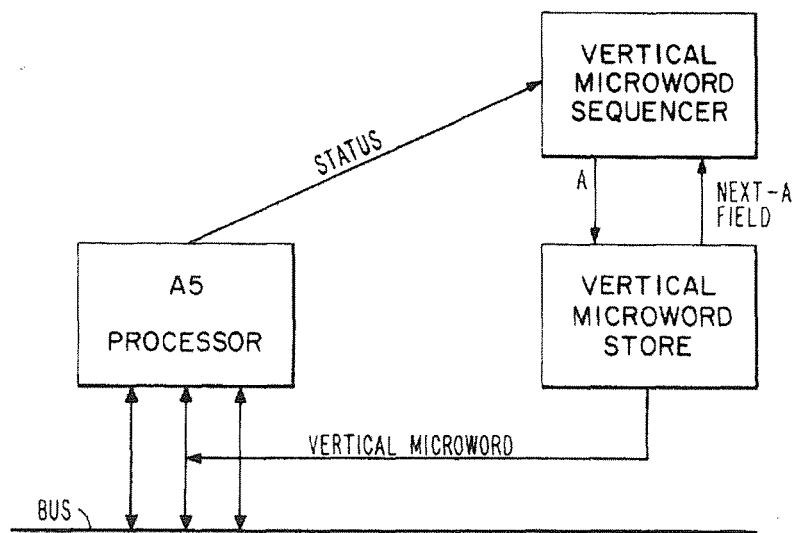 VERTICAL
MICROWORD
SEQUENCER
STATUS
A
NEXT-A
FIELD
A5
PROCESSOR
VERTICAL
MICROWORD
STORE
VERTICAL MICROWORD
BUS